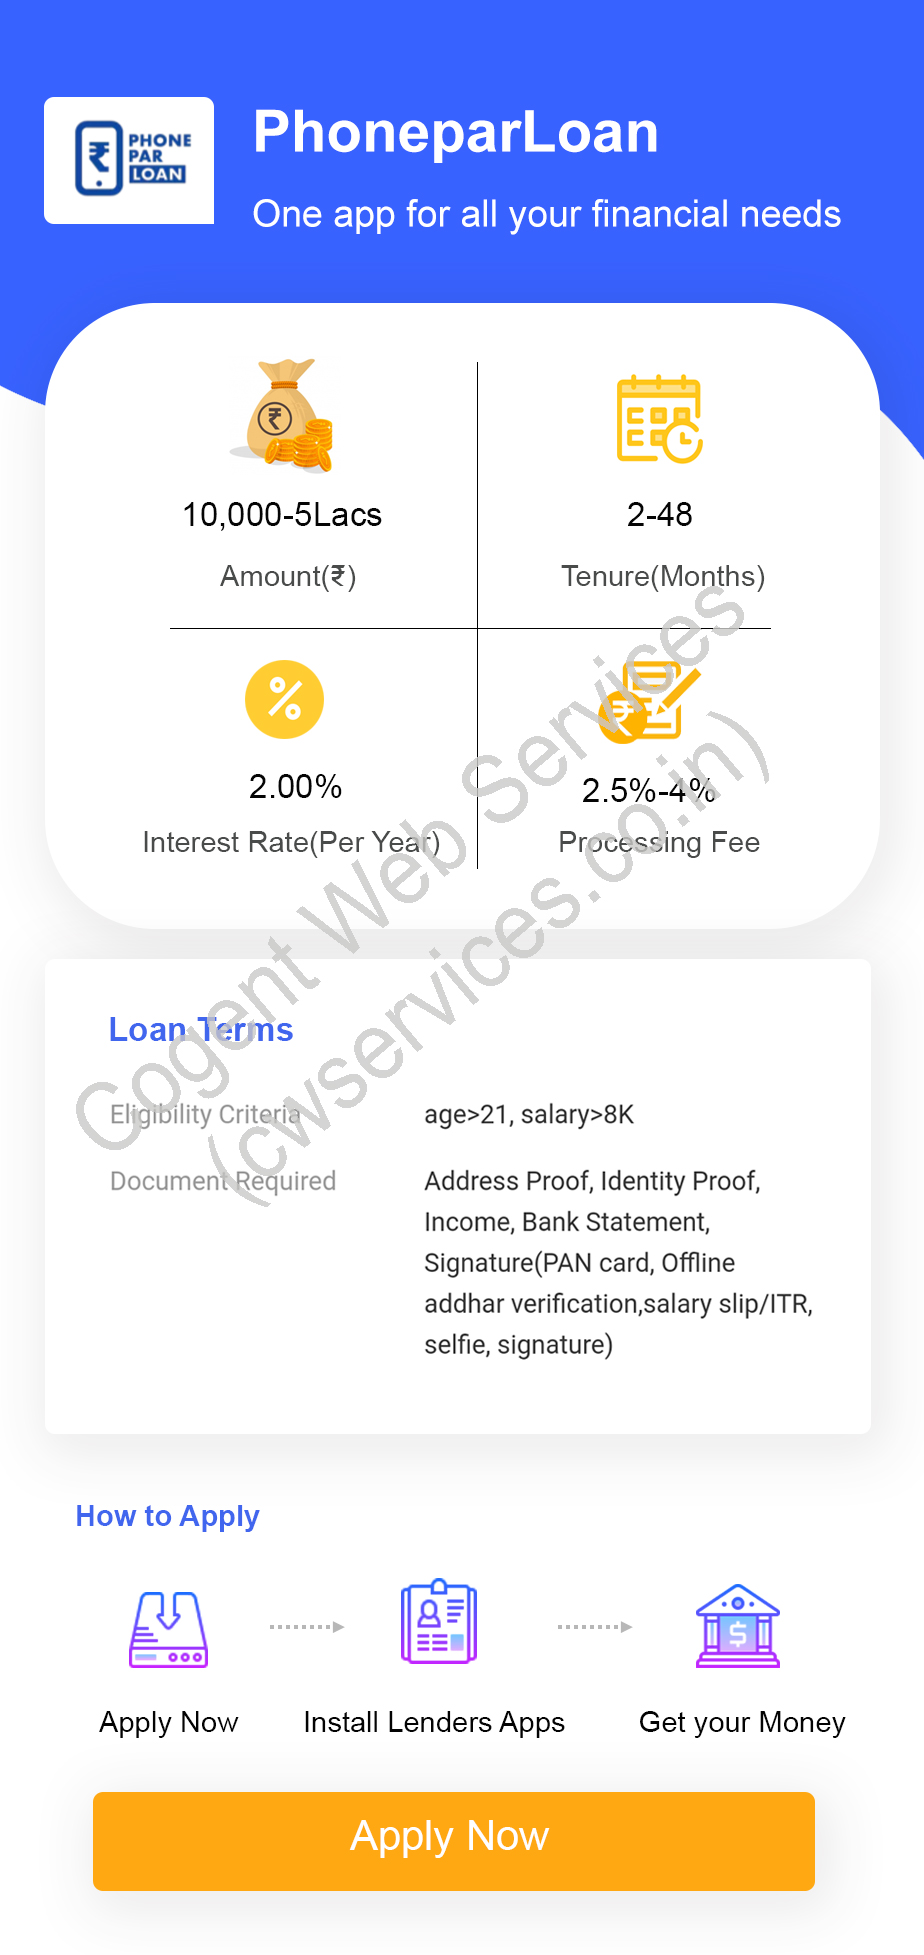 PHONE
PAR
LOAN
PhoneparLoan
One app for all your financial needs
10,000-5Lacs
Amount(₹)
2-48
Tenure(Months)
2.00%
Interest Rate(Per Year)
2.5%-4%
Processing Fee
Cogent Web Services
(cwservices.co.in)
Loan Terms
Eligibility Criteria
age>21, salary>8K
Document Required
Address Proof, Identity Proof,
Income, Bank Statement,
Signature(PAN card, Offline
addhar verification,salary slip/ITR,
selfie, signature)
How to Apply
Apply Now
Install Lenders Apps
Get your Money
Apply Now